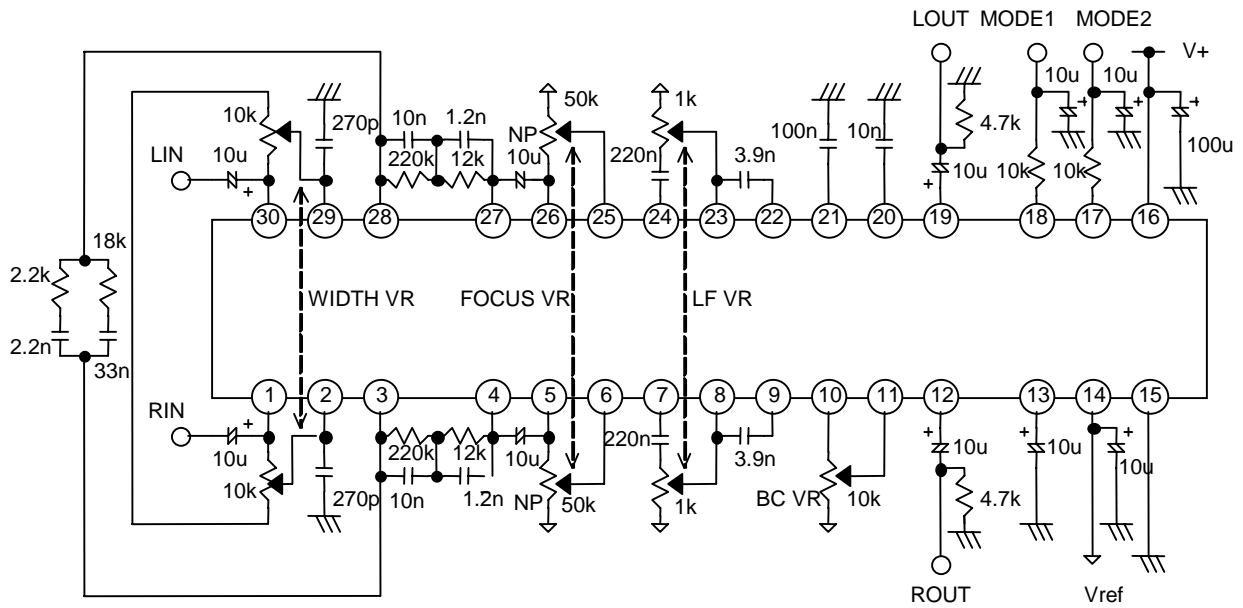 LOUT MODE1 MODE2
V+
10u 10u
50k 1k
10k 10n 1.2n
270p NP 100n 10n 4.7k
LIN 10u 220k 12k 10u 220n 3.9n 10u 10k 10k 100u
+ + + + +
30 29 28 27 26 25 24 23 22 21 20 19 18 17 16
18k
2.2k
WIDTH VR FOCUS VR LF VR
2.2n
33n
1 2 3 4 5 6 7 8 9 10 11 12 13 14 15
RIN + + + +
10u 220k 12k 10u 220n 3.9n 10u 10u 10u
10k 270p 10n 1.2n NP 50k 1k BC VR 10k 4.7k
ROUT Vref